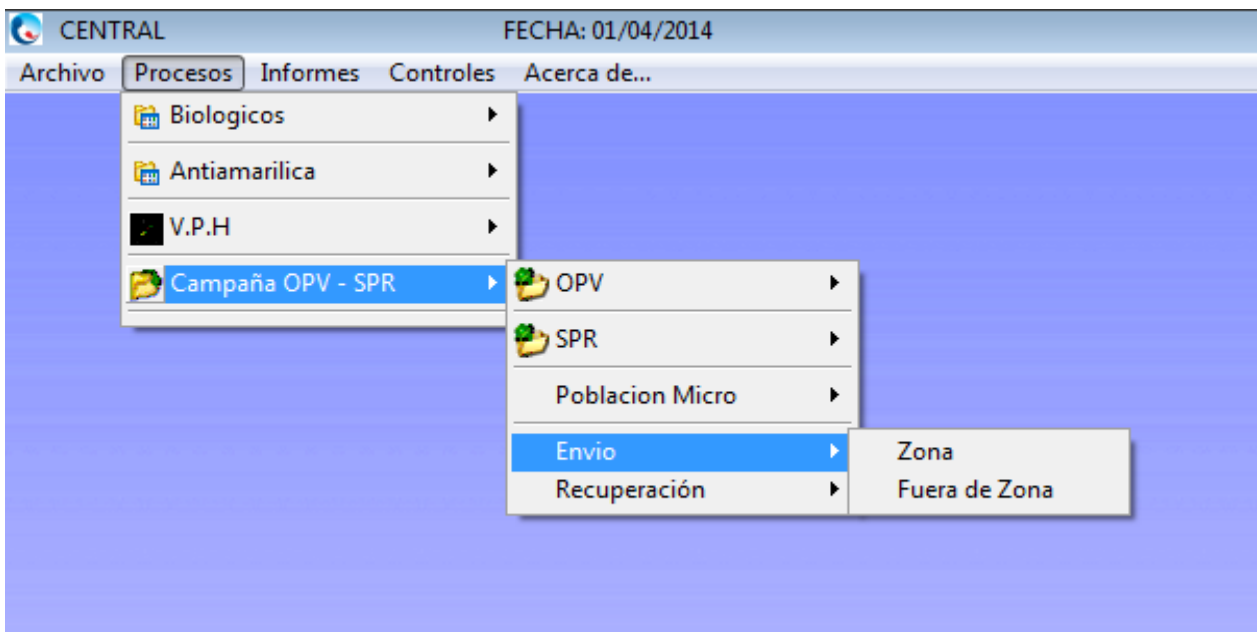 CENTRAL FECHA: 01/04/2014
Archivo Procesos Informes Controles Acerca de...
Biologicos
Antiamarilica
V.P.H
Campaña OPV - SPR
OPV
SPR
Poblacion Micro
Envio
Recuperación
Zona
Fuera de Zona